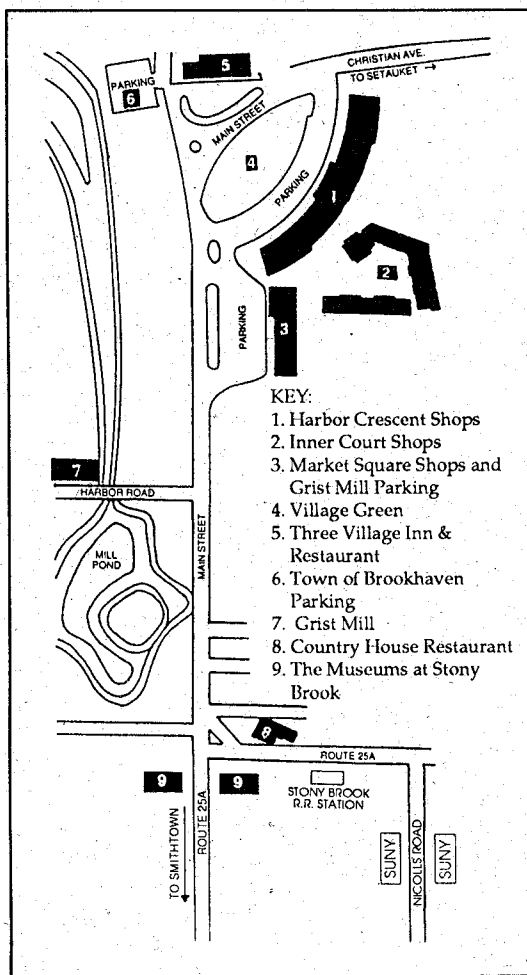 CHRISTIAN AVE.
TO SETAUKET →
5
PARKING
6
MAIN STREET
4
PARKING
1
2
PARKING
3
KEY:
1. Harbor Crescent Shops
2. Inner Court Shops
3. Market Square Shops and
Grist Mill Parking
4. Village Green
5. Three Village Inn &
Restaurant
6. Town of Brookhaven
Parking
7. Grist Mill
8. Country House Restaurant
9. The Museums at Stony
Brook
7
HARBOR ROAD
MILL
POND
MAIN STREET
8
ROUTE 25A
9
9
STONY BROOK
R.R. STATION
TO SMITHTOWN
ROUTE 25A
SUNY
NICOLLS ROAD
SUNY